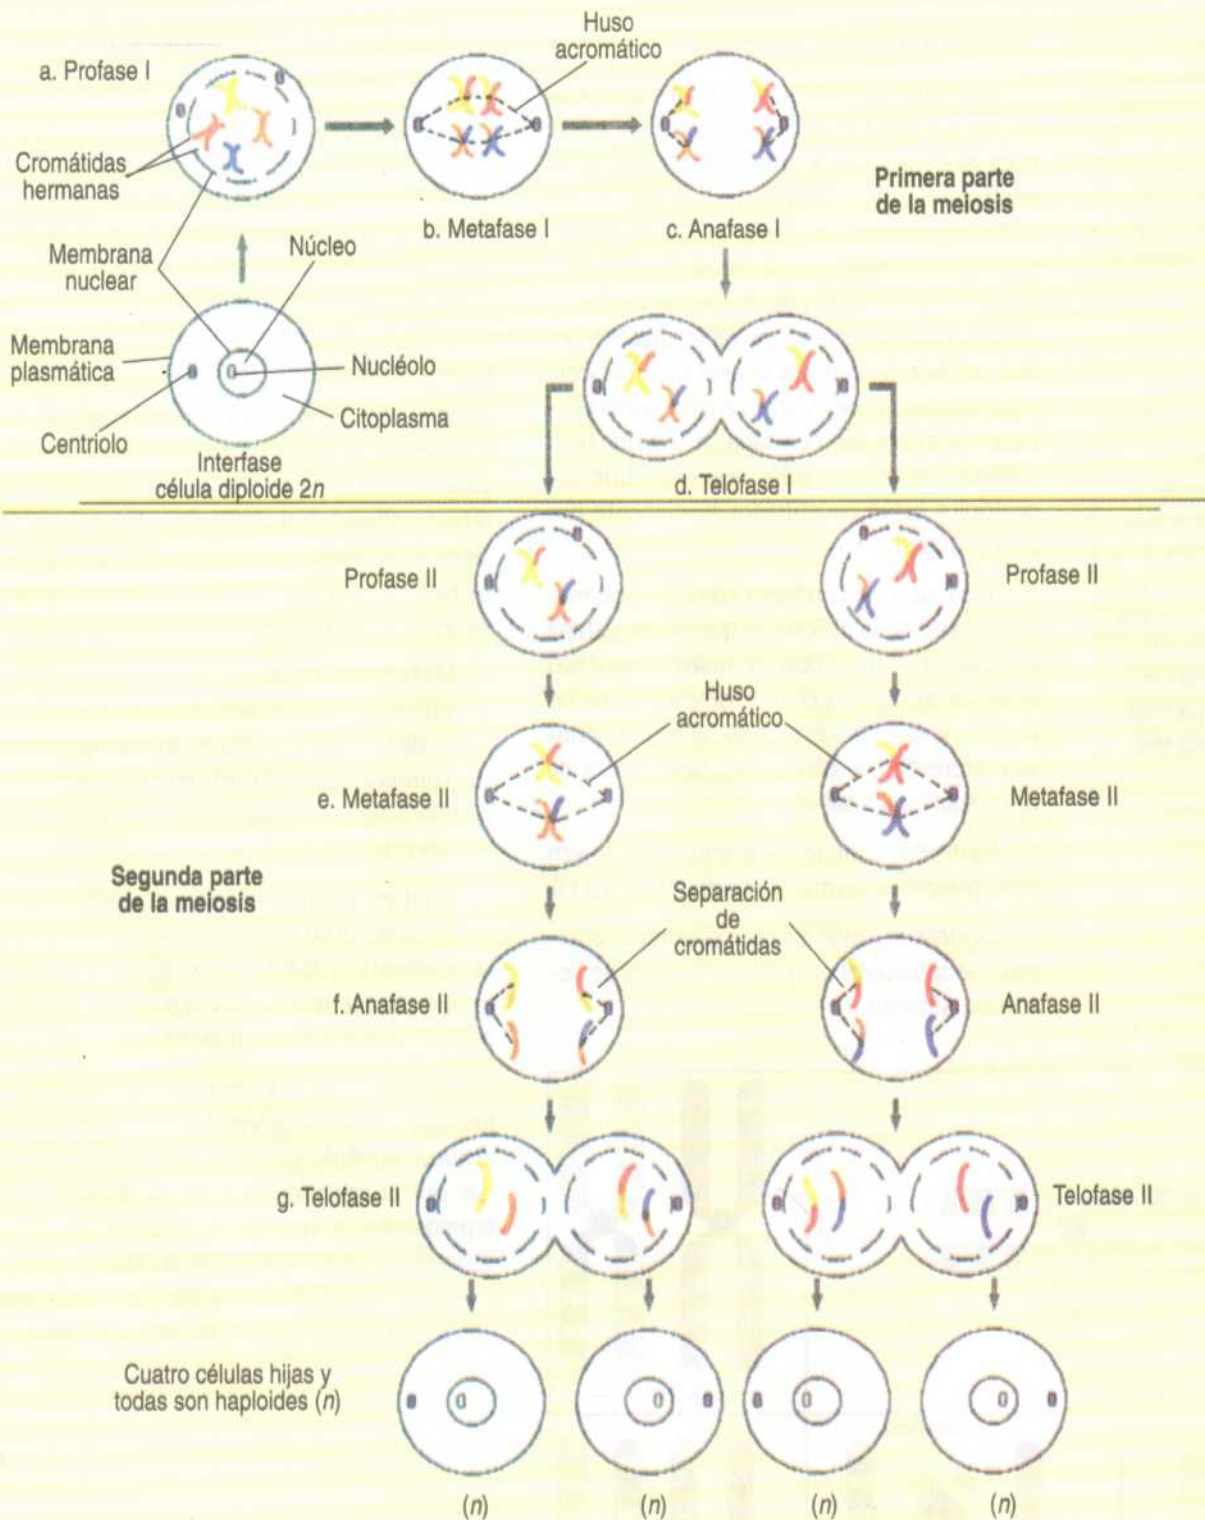 Huso
acromático
a. Profase I
Cromátidas
hermanas
b. Metafase I
c. Anafase I
Primera parte
de la meiosis
Membrana
nuclear
Núcleo
Membrana
plasmática
Nucléolo
Citoplasma
Centriolo
Interfase
célula diploide 2n
d. Telofase I
Profase II
Profase II
Huso
acromático
e. Metafase II
Metafase II
Segunda parte
de la meiosis
Separación
de
cromátidas
f. Anafase II
Anafase II
g. Telofase II
Telofase II
Cuatro células hijas y
todas son haploides (n)
(n)
(n)
(n)
(n)